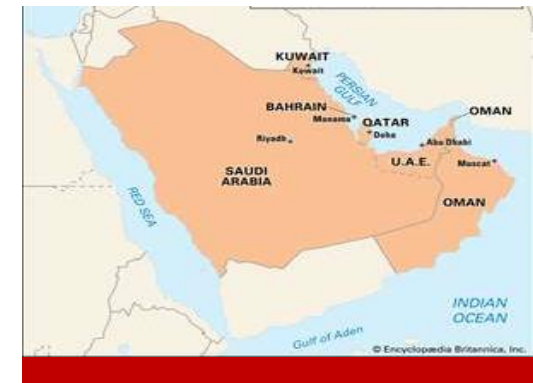 KUWAIT
Kuwait
PERSIAN
GULF
BAHRAIN
Manama
QATAR
Doha
OMAN
Riyadh
Abu Dhabi
U.A.E.
Muscat
SAUDI
ARABIA
OMAN
RED SEA
INDIAN
OCEAN
Gulf of Aden
© Encyclopædia Britannica, Inc.